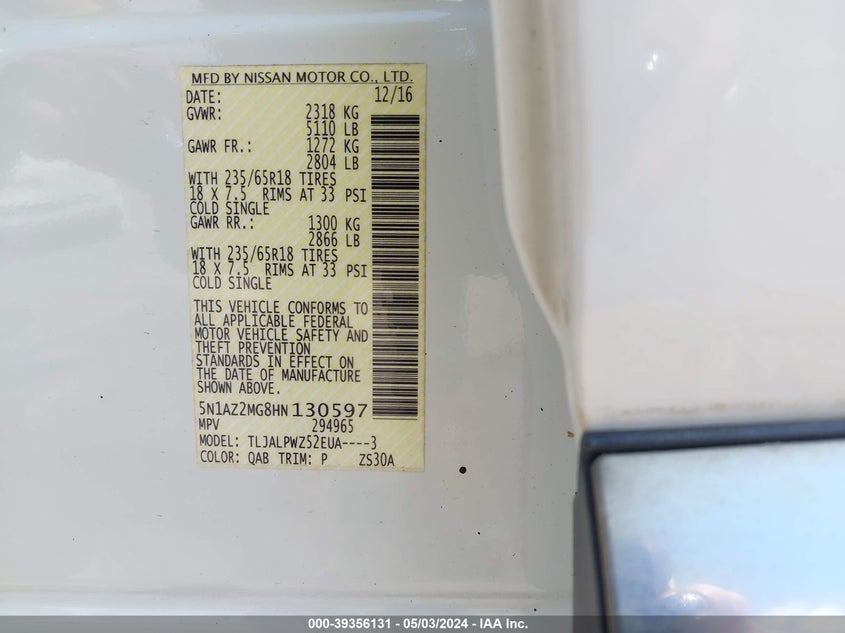 MFD BY NISSAN MOTOR CO., LTD.
DATE: 12/16
GVWR: 2318 KG
5110 LB
GAWR FR.: 1272 KG
2804 LB
WITH 235/65R18 TIRES
18 X 7.5 RIMS AT 33 PSI
COLD SINGLE
GAWR RR.: 1300 KG
2866 LB
WITH 235/65R18 TIRES
18 X 7.5 RIMS AT 33 PSI
COLD SINGLE
THIS VEHICLE CONFORMS TO
ALL APPLICABLE FEDERAL
MOTOR VEHICLE SAFETY AND
THEFT PREVENTION
STANDARDS IN EFFECT ON
THE DATE OF MANUFACTURE
SHOWN ABOVE.
5N1AZ2MG8HN130597
MPV 294965
MODEL: TLJALPWZ52EUA----3
COLOR: QAB TRIM: P ZS30A
000-39356131 - 05/03/2024 - IAA Inc.